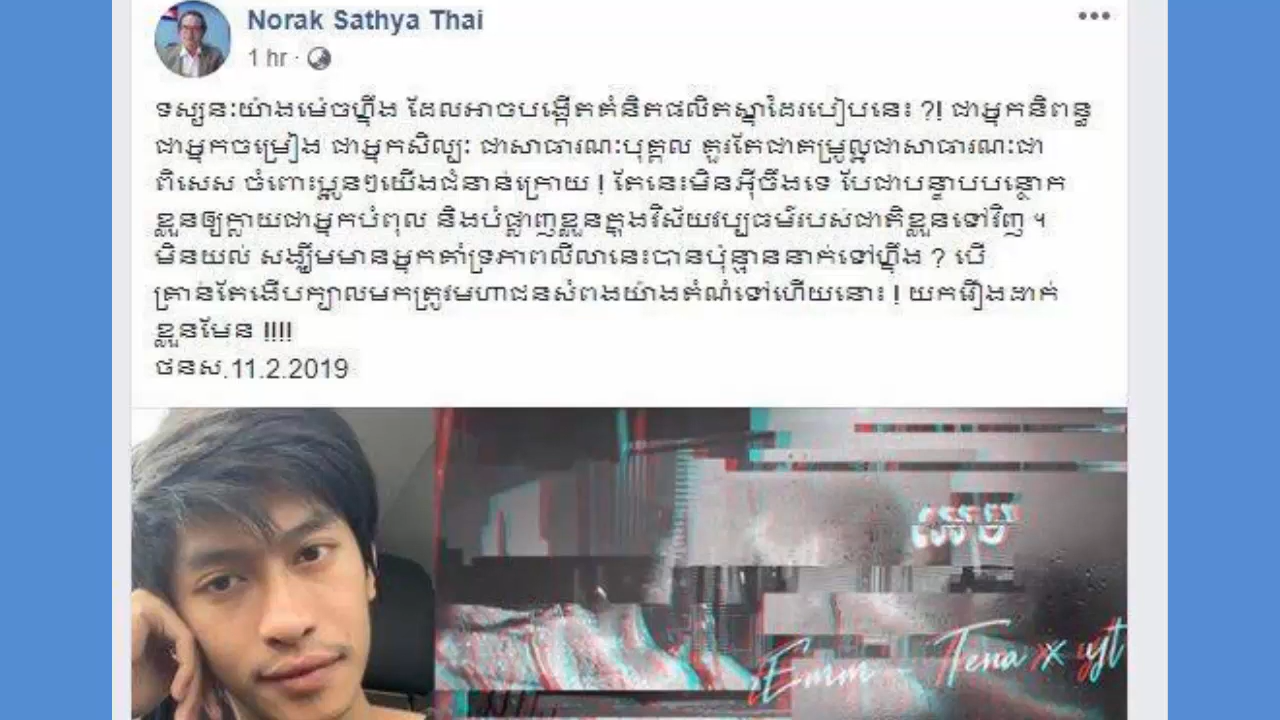 Norak Sathya Thai
1 hr ·
ទស្សនៈយ៉ាងម៉េចហ្នឹង ដែលអាចបង្កើតគំនិតផលិតស្នាដៃរបៀបនេះ ?! ជាអ្នកនិពន្ធ
ជាអ្នកចម្រៀង ជាអ្នកសិល្បៈ ជាសាធារណៈបុគ្គល គួរតែជាគម្រូល្អជាសាធារណៈជា
ពិសេស ចំពោះប្អូនៗយើងជំនាន់ក្រោយ ! តែនេះមិនអ៊ីចឹងទេ បែជាបន្ទាបបន្ថោក
ខ្លួនឲ្យក្លាយជាអ្នកបំពុល និងបំផ្លាញខ្លួនក្នុងវិស័យវប្បធម៌របស់ជាតិខ្លួនទៅវិញ ។
មិនយល់ សង្ឃឹមមានអ្នកគាំទ្រភាពលីលានេះបានប៉ុន្មាននាក់ទៅហ្នឹង ? បើ
គ្រាន់តែងើបក្បាលមកត្រូវមហាជនសំពងយ៉ាងគំណំទៅហើយនោះ ! យករឿងដាក់
ខ្លួនមែន !!!!
ថនស.11.2.2019
អេម
Emm - Tena x yt